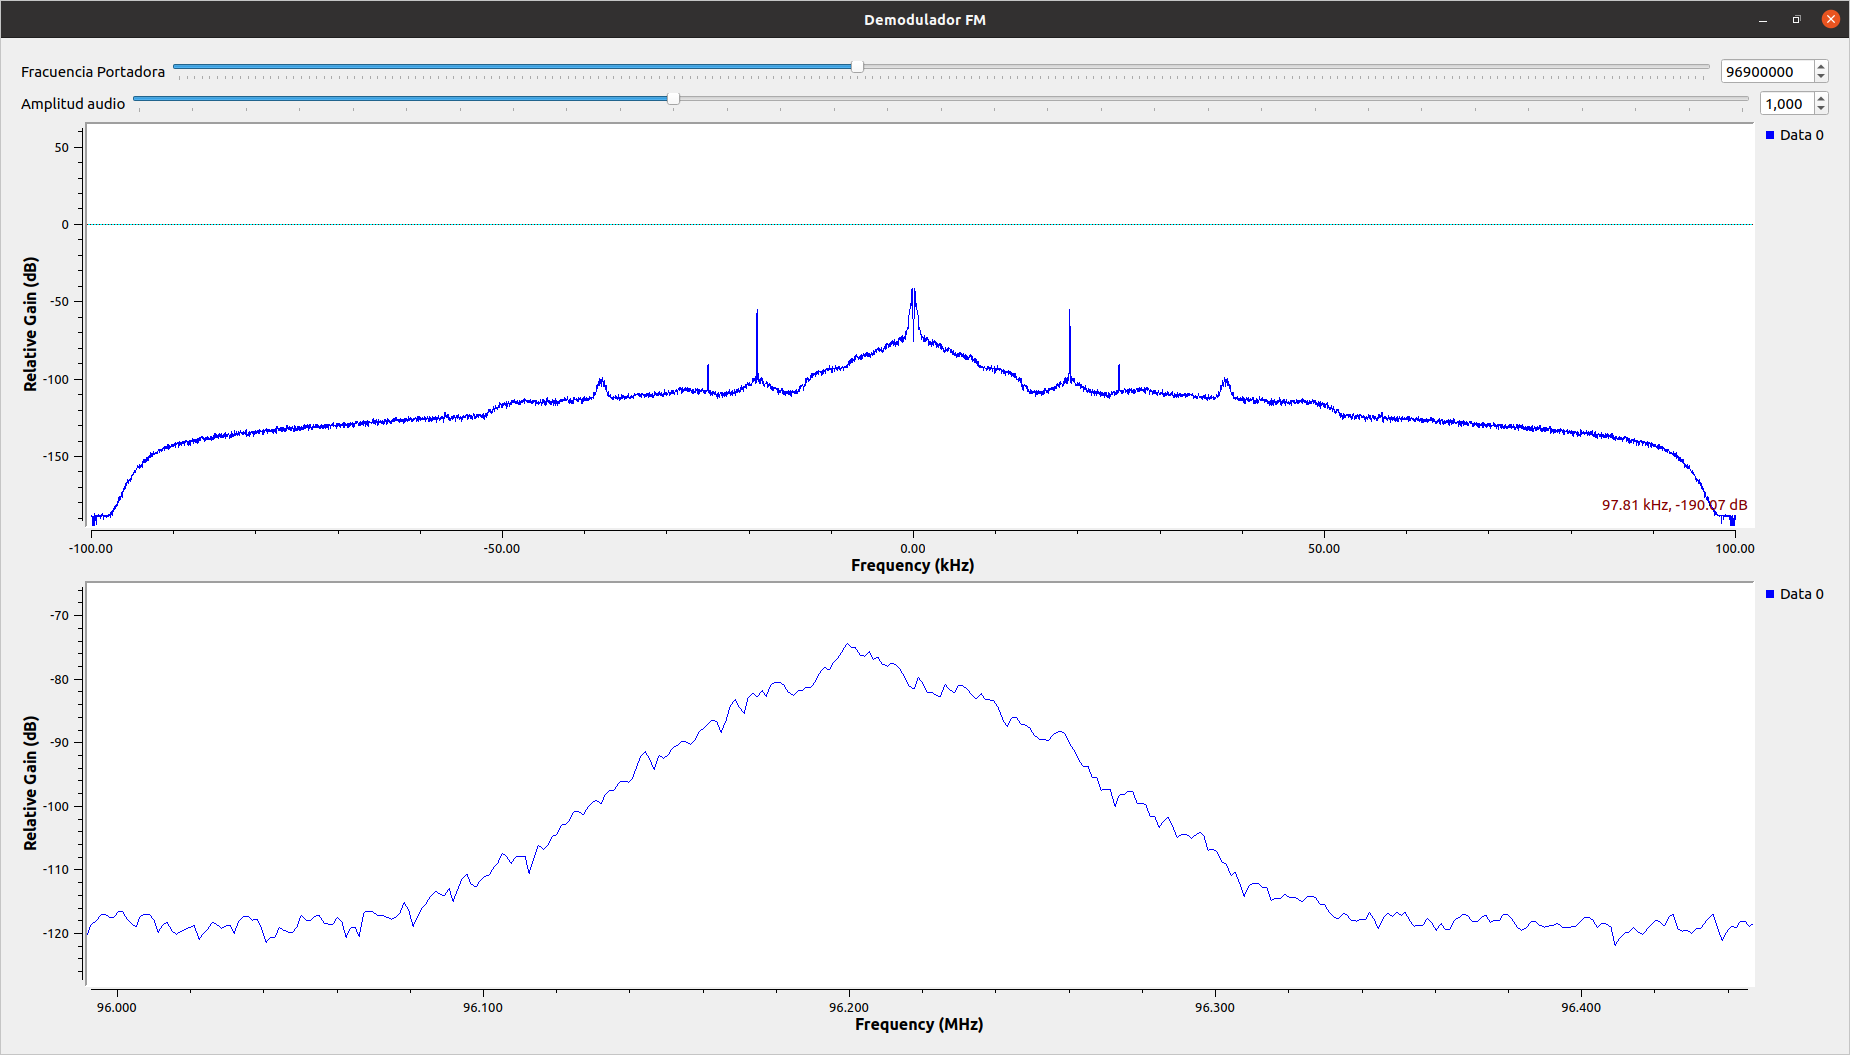 Demodulador FM
Fracuencia Portadora
96900000
Amplitud audio
1,000
Data 0
50
0
-50
-100
-150
Relative Gain (dB)
97.81 kHz, -190.07 dB
-100.00
-50.00
0.00
50.00
100.00
Frequency (kHz)
Data 0
-70
-80
-90
-100
-110
-120
Relative Gain (dB)
96.000
96.100
96.200
96.300
96.400
Frequency (MHz)